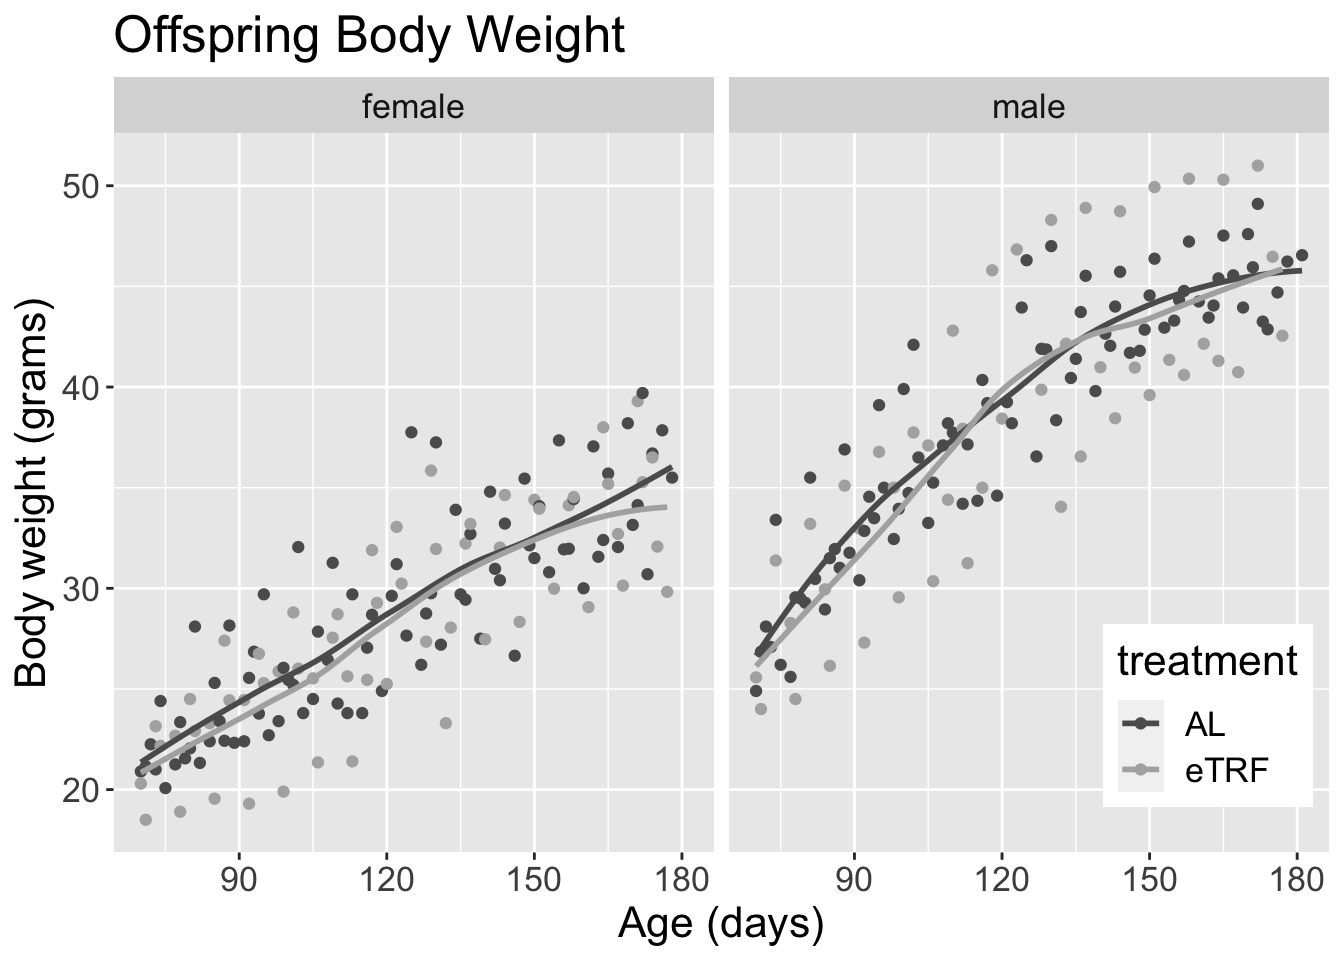 Offspring Body Weight
female male
Body weight (grams)
50
40
30
20
90 120 150 180 90 120 150 180
Age (days)
treatment
AL
eTRF